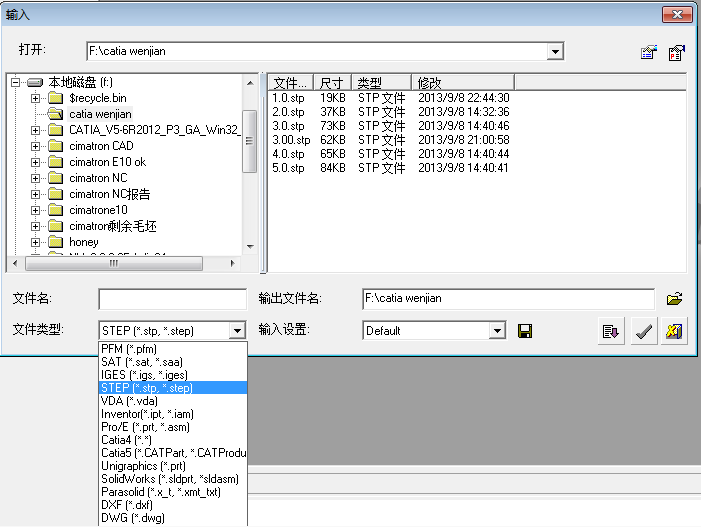 输入
打开:
F:\catia wenjian
本地磁盘 (f:)
$recycle.bin
catia wenjian
CATIA_V5-6R2012_P3_GA_Win32_
cimatron CAD
cimatron E10 ok
cimatron NC
cimatron NC报告
cimatrone10
cimatron剩余毛坯
honey
文件... 尺寸 类型 修改
1.0.stp 19KB STP 文件 2013/9/8 22:44:30
2.0.stp 37KB STP 文件 2013/9/8 14:32:36
3.0.stp 73KB STP 文件 2013/9/8 14:40:46
3.00.stp 62KB STP 文件 2013/9/8 21:00:58
4.0.stp 65KB STP 文件 2013/9/8 14:40:44
5.0.stp 84KB STP 文件 2013/9/8 14:40:41
文件名:
输出文件名: F:\catia wenjian
文件类型: STEP (*.stp, *.step)
输入设置: Default
PFM (*.pfm)
SAT (*.sat, *.saa)
IGES (*.igs, *.iges)
STEP (*.stp, *.step)
VDA (*.vda)
Inventor(*.ipt, *.iam)
Pro/E (*.prt, *.asm)
Catia4 (*.*)
Catia5 (*.CATPart, *.CATProdu
Unigraphics (*.prt)
SolidWorks (*.sldprt, *sldasm)
Parasolid (*.x_t, *.xmt_txt)
DXF (*.dxf)
DWG (*.dwg)